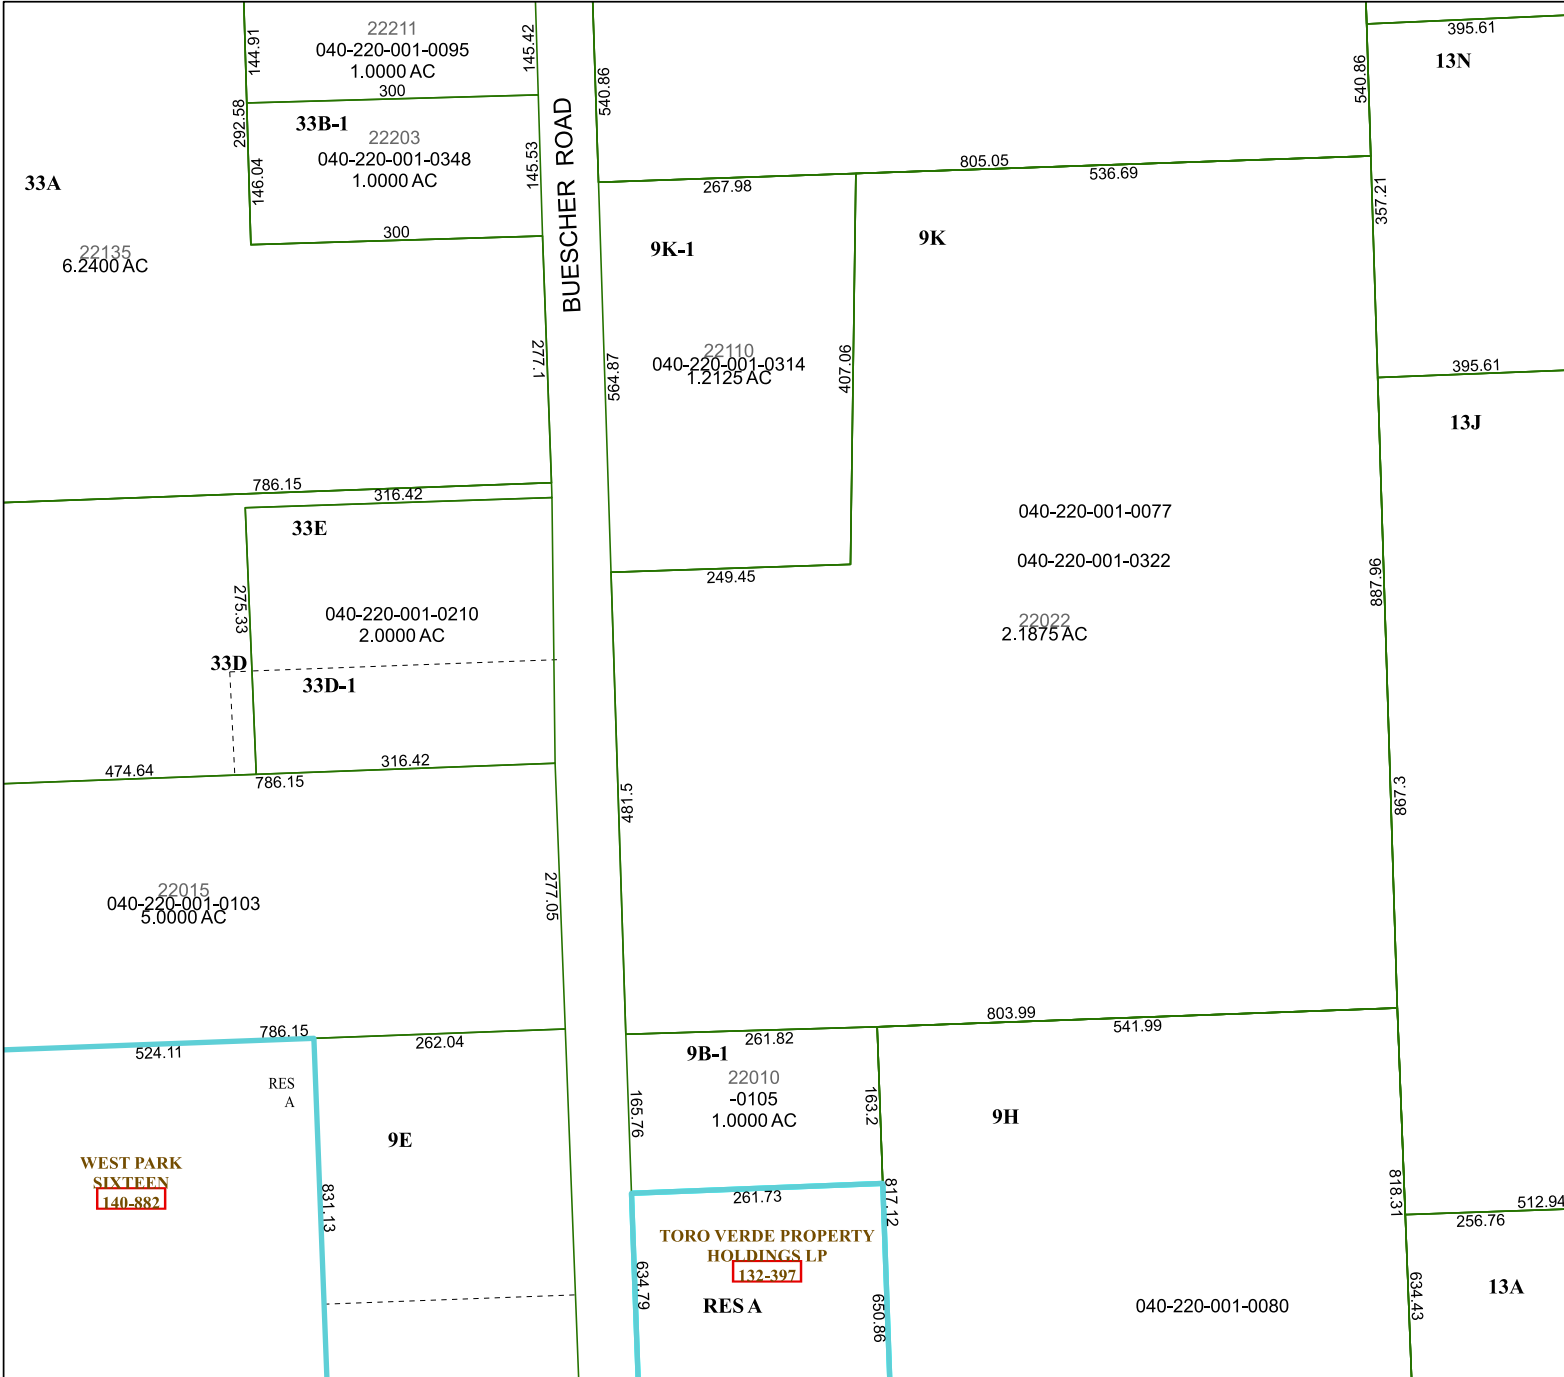 22211
040-220-001-0095
1.0000 AC
144.91
145.42
300
292.58
33B-1
22203
040-220-001-0348
1.0000 AC
146.04
145.53
300
33A
22135
6.2400 AC
BUESCHER ROAD
277.1
786.15
316.42
33E
275.33
040-220-001-0210
2.0000 AC
33D
33D-1
474.64
316.42
786.15
22015
040-220-001-0103
5.0000 AC
277.05
786.15
524.11
262.04
RES
A
9E
WEST PARK
SIXTEEN
140-882
831.13
540.86
540.86
395.61
13N
805.05
267.98
536.69
357.21
9K-1
9K
22110
040-220-001-0314
1.2125 AC
564.87
407.06
249.45
395.61
13J
040-220-001-0077
040-220-001-0322
22022
2.1875 AC
887.96
867.3
481.5
803.99
261.82
541.99
9B-1
22010
-0105
1.0000 AC
165.76
163.2
9H
261.73
817.12
818.31
512.94
256.76
TORO VERDE PROPERTY
HOLDINGS LP
132-397
RES A
634.79
650.86
040-220-001-0080
634.43
13A